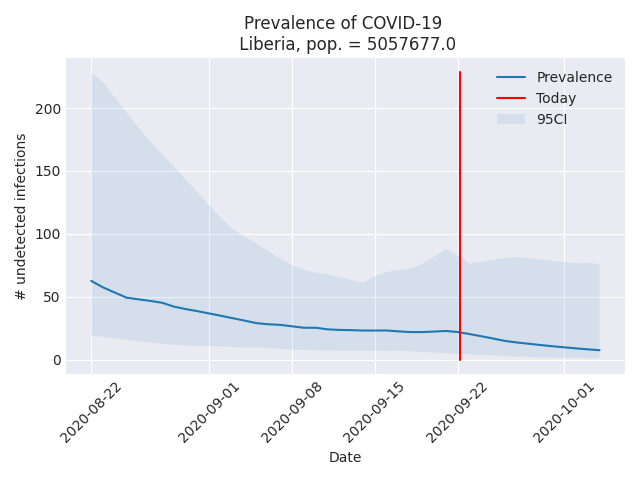 Prevalence of COVID-19
Liberia, pop. = 5057677.0
Prevalence
Today
95CI
200
150
100
50
0
# undetected infections
2020-08-22
2020-09-01
2020-09-08
2020-09-15
2020-09-22
2020-10-01
Date